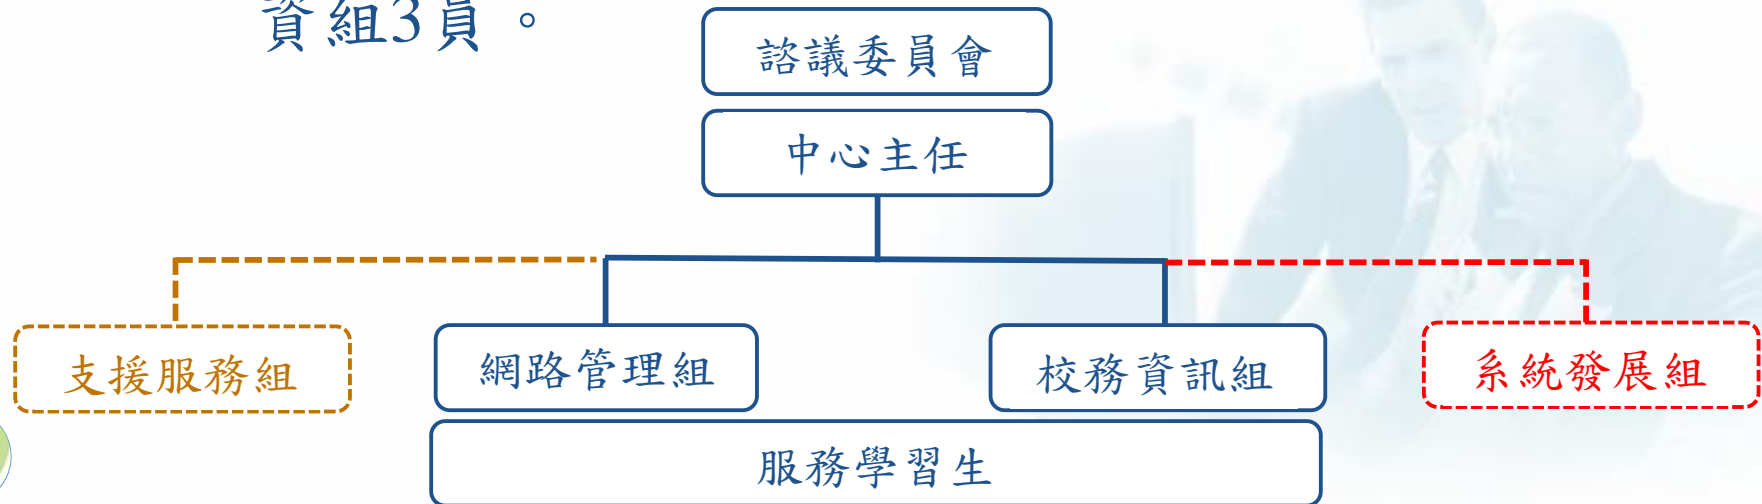 資組3員。
諮議委員會
中心主任
支援服務組
網路管理組
校務資訊組
系統發展組
服務學習生